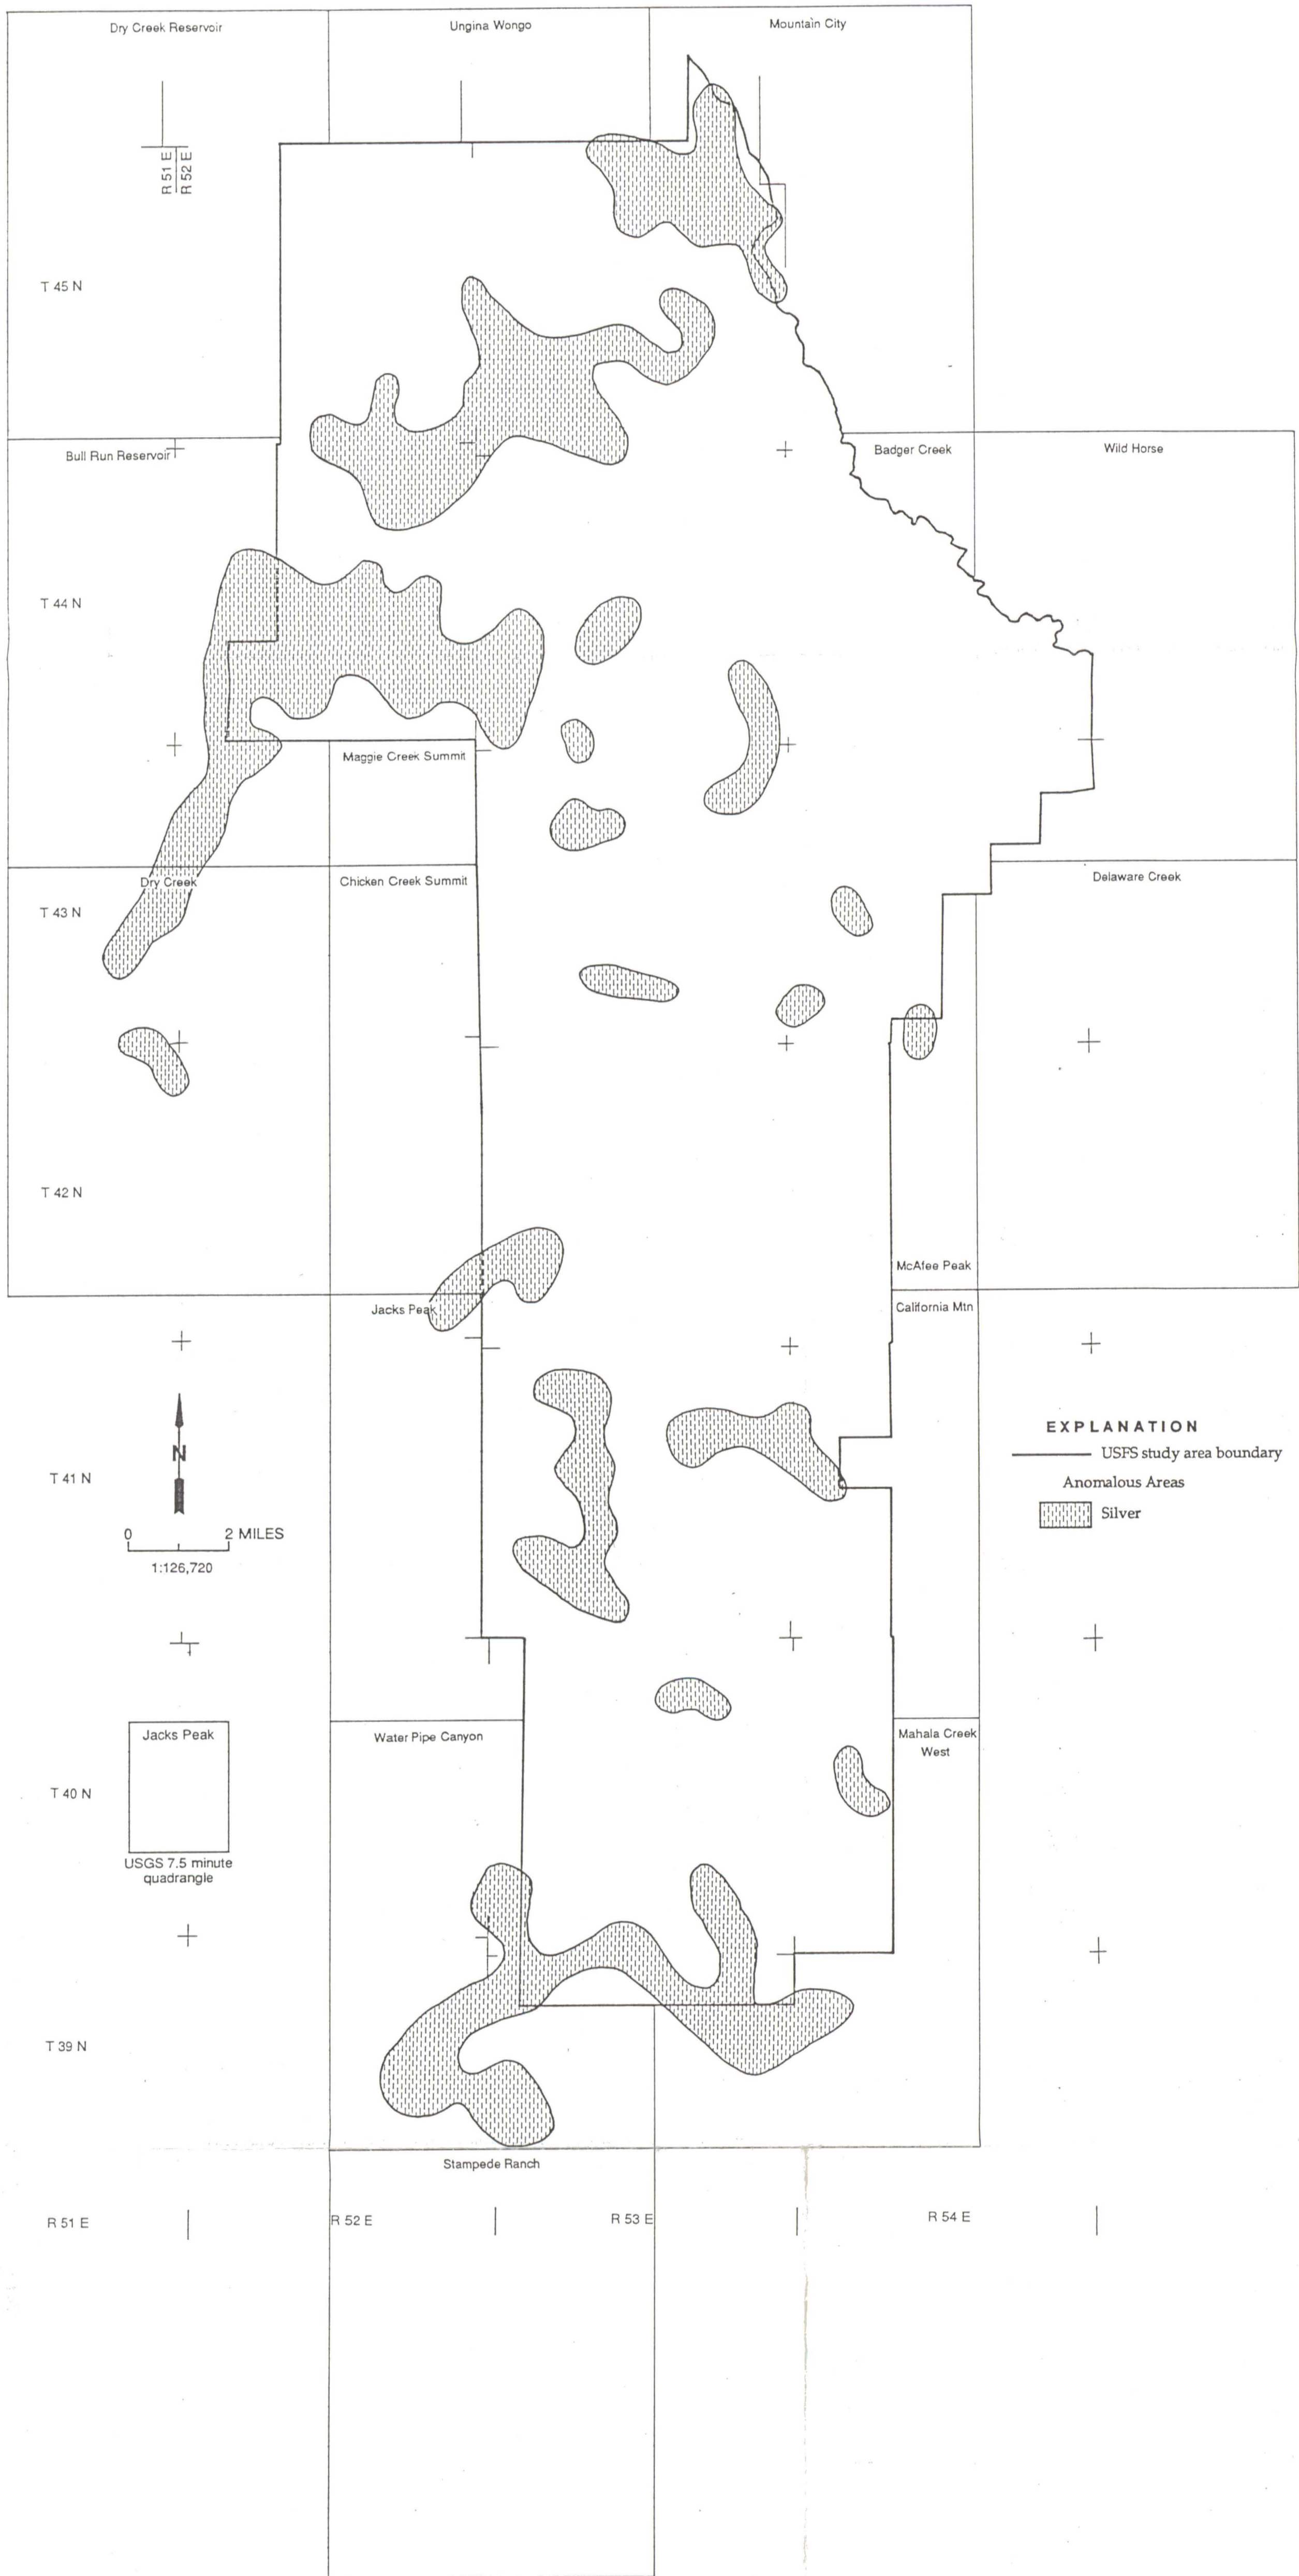 Dry Creek Reservoir
Ungina Wongo
Mountain City
R 51 E
R 52 E
T 45 N
Bull Run Reservoir
Badger Creek
Wild Horse
T 44 N
Maggie Creek Summit
Dry Creek
Chicken Creek Summit
Delaware Creek
T 43 N
T 42 N
McAfee Peak
Jacks Peak
California Mtn
N
EXPLANATION
USFS study area boundary
Anomalous Areas
Silver
T 41 N
0 2 MILES
1:126,720
Jacks Peak
USGS 7.5 minute
quadrangle
Water Pipe Canyon
Mahala Creek
West
T 40 N
T 39 N
Stampede Ranch
R 51 E
R 52 E
R 53 E
R 54 E